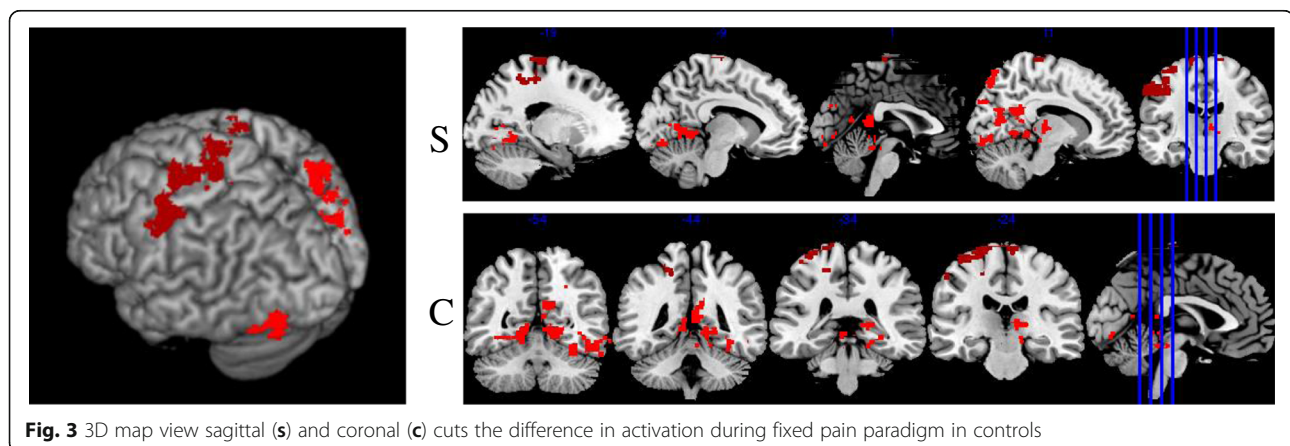 -19 -9 1 11
S
-54 -44 -34 -24
C
Fig. 3 3D map view sagittal (s) and coronal (c) cuts the difference in activation during fixed pain paradigm in controls